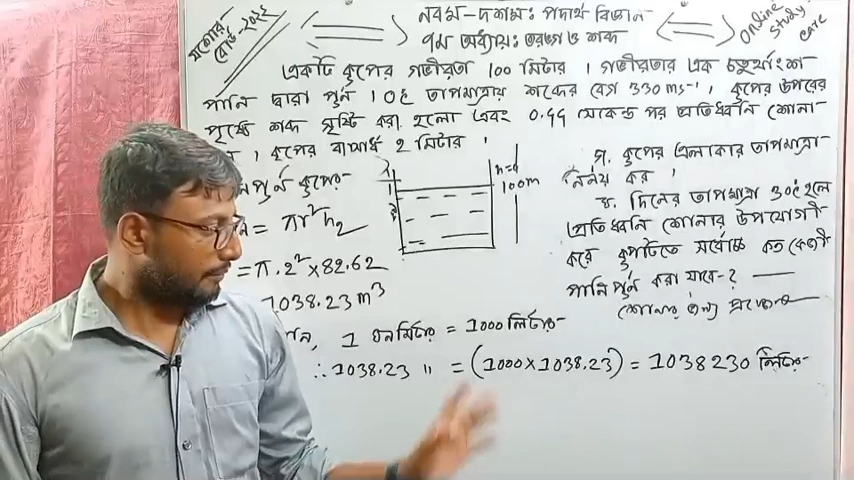 যশোর
বোর্ড-২০২২
নবম-দশম: পদার্থ বিজ্ঞান
৭ম অধ্যায়: তরঙ্গ ও শব্দ
Online
Study
care
একটি কূপের গভীরতা 100 মিটার । গভীরতার এক চতুর্থাংশ
পানি দ্বারা পূর্ন । 0°C তাপমাত্রায় শব্দের বেগ 330 ms⁻¹ , কূপের উপরের
পৃষ্ঠে শব্দ সৃষ্টি করা হলো এবং 0.44 সেকেন্ড পর প্রতিধ্বনি শোনা-
। কূপের ব্যাসার্ধ 2 মিটার ।
গ. কূপের এলাকার তাপমাত্রা-
নির্নয় কর ।
ঘ. দিনের তাপমাত্রা 30°C হলে
প্রতিধ্বনি শোনার উপযোগী
করে কূপটিতে সর্বোচ্চ কত কেজী
পানি পূর্ন করা যাবে-?
শোনার জন্য
পূর্ন কূপের-
= πr²h₂
= π.2²×82.62
1038.23 m³
h=d
100m
1 ঘনমিটার = 1000 লিটার
∴ 1038.23 " = (1000×1038.23) = 1038230 লিটার